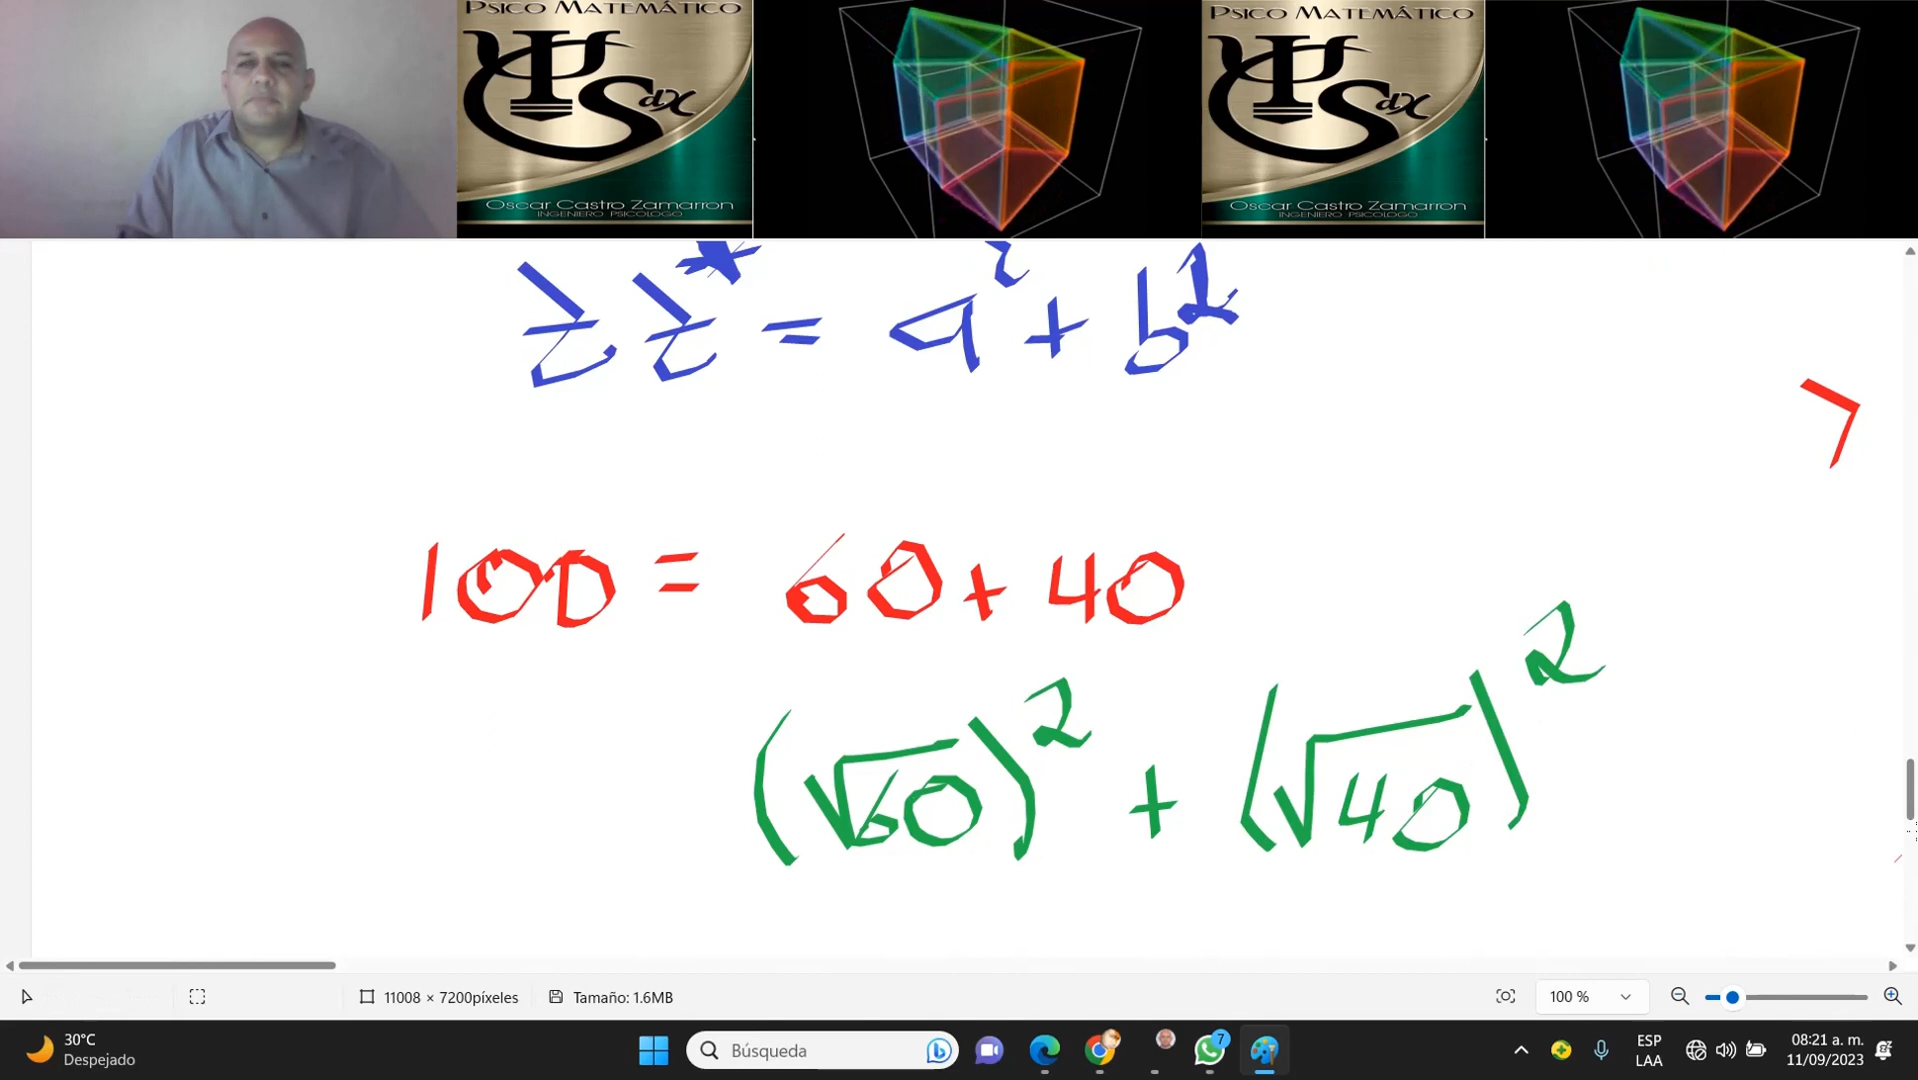 PSICO MATEMÁTICO
Ψ S dx
Oscar Castro Zamarron
INGENIERO PSICOLOGO
PSICO MATEMÁTICO
Ψ S dx
Oscar Castro Zamarron
INGENIERO PSICOLOGO
z z* = a² + b²
100 = 60 + 40
(√60)² + (√40)²
11008 × 7200píxeles
Tamaño: 1.6MB
100 %
30°C
Despejado
Búsqueda
7
ESP
LAA
08:21 a. m.
11/09/2023